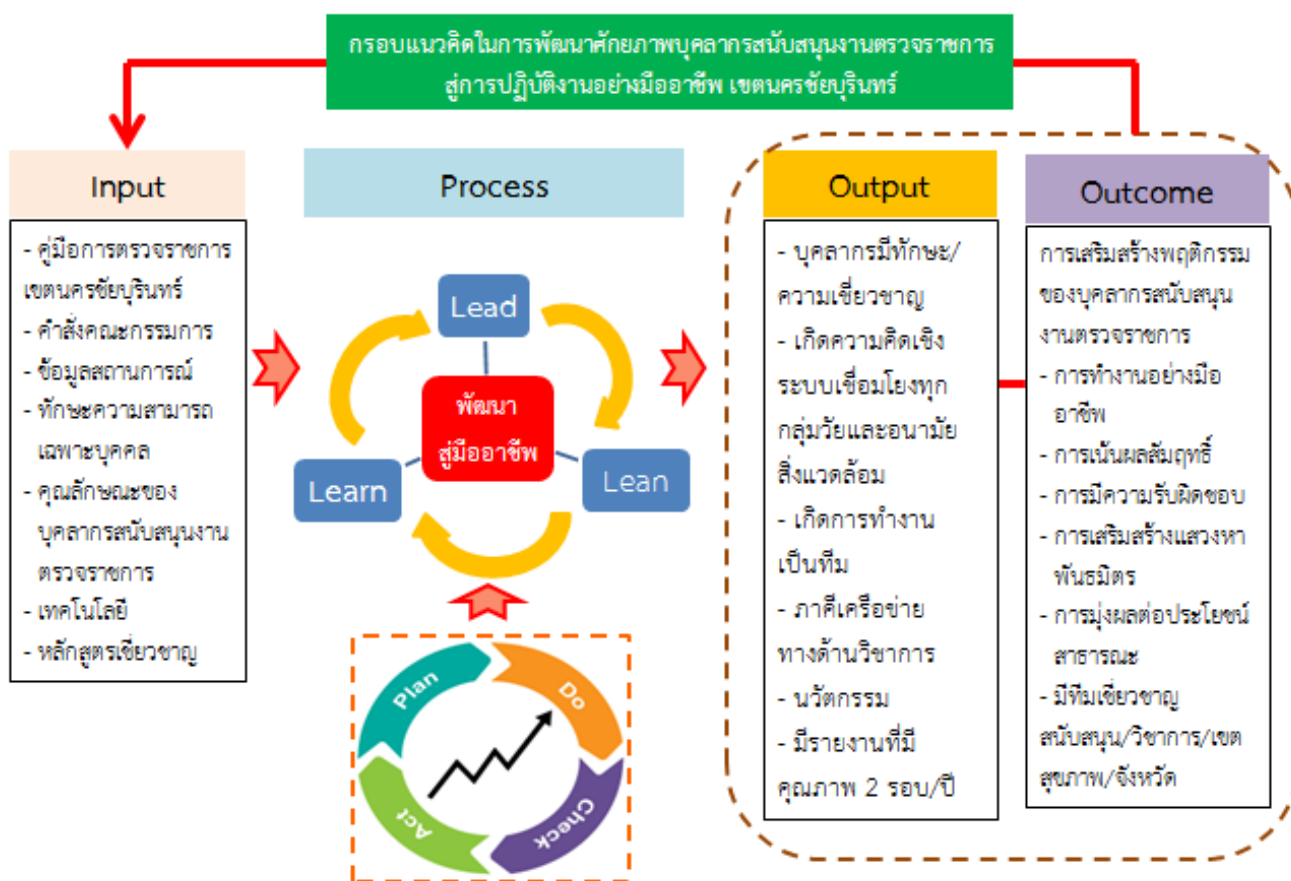 กรอบแนวคิดในการพัฒนาศักยภาพบุคลากรสนับสนุนงานตรวจราชการ
สู่การปฏิบัติงานอย่างมืออาชีพ เขตนครชัยบุรินทร์
Input
- คู่มือการตรวจราชการ
เขตนครชัยบุรินทร์
- คำสั่งคณะกรรมการ
- ข้อมูลสถานการณ์
- ทักษะความสามารถ
เฉพาะบุคคล
- คุณลักษณะของ
บุคลากรสนับสนุนงาน
ตรวจราชการ
- เทคโนโลยี
- หลักสูตรเชี่ยวชาญ
Process
Lead
พัฒนา
สู่มืออาชีพ
Learn
Lean
Plan
Do
Check
Act
Output
- บุคลากรมีทักษะ/
ความเชี่ยวชาญ
- เกิดความคิดเชิง
ระบบเชื่อมโยงทุก
กลุ่มวัยและอนามัย
สิ่งแวดล้อม
- เกิดการทำงาน
เป็นทีม
- ภาคีเครือข่าย
ทางด้านวิชาการ
- นวัตกรรม
- มีรายงานที่มี
คุณภาพ 2 รอบ/ปี
Outcome
การเสริมสร้างพฤติกรรม
ของบุคลากรสนับสนุน
งานตรวจราชการ
- การทำงานอย่างมือ
อาชีพ
- การเน้นผลสัมฤทธิ์
- การมีความรับผิดชอบ
- การเสริมสร้างแสวงหา
พันธมิตร
- การมุ่งผลต่อประโยชน์
สาธารณะ
- มีทีมเชี่ยวชาญ
สนับสนุน/วิชาการ/เขต
สุขภาพ/จังหวัด